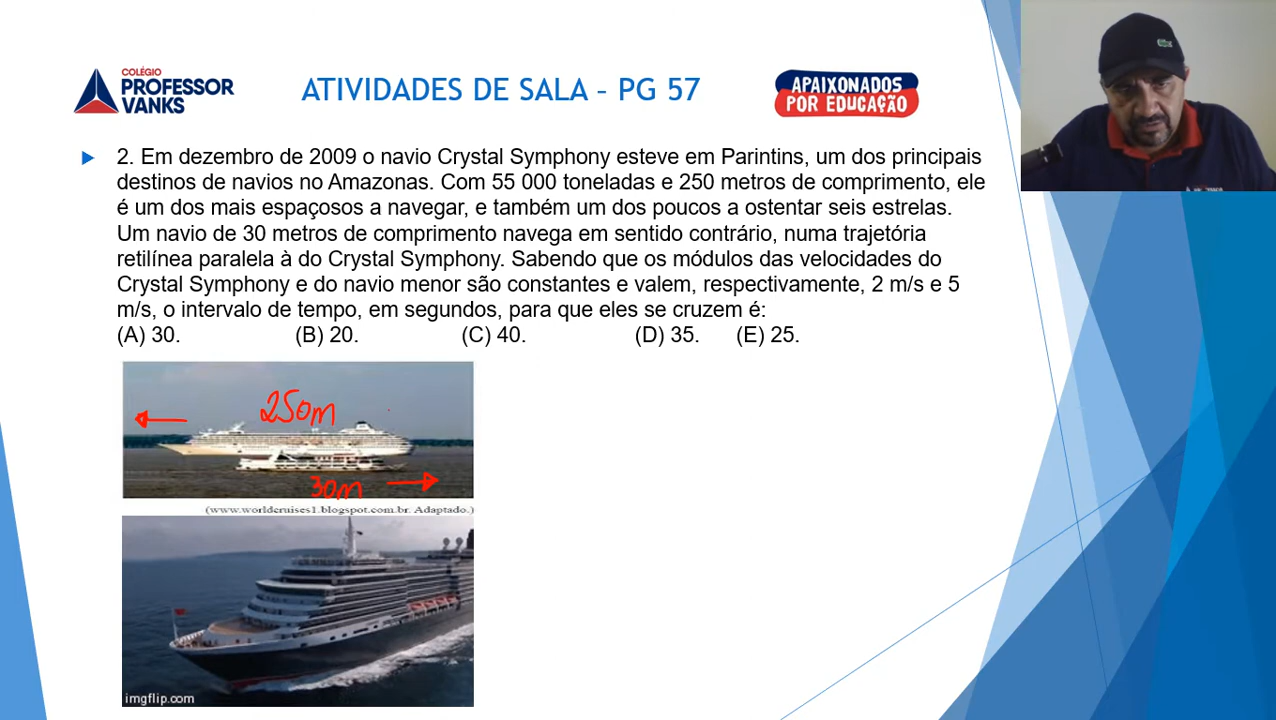 COLÉGIO
PROFESSOR
VANKS
ATIVIDADES DE SALA – PG 57
APAIXONADOS
POR EDUCAÇÃO
2. Em dezembro de 2009 o navio Crystal Symphony esteve em Parintins, um dos principais
destinos de navios no Amazonas. Com 55 000 toneladas e 250 metros de comprimento, ele
é um dos mais espaçosos a navegar, e também um dos poucos a ostentar seis estrelas.
Um navio de 30 metros de comprimento navega em sentido contrário, numa trajetória
retilínea paralela à do Crystal Symphony. Sabendo que os módulos das velocidades do
Crystal Symphony e do navio menor são constantes e valem, respectivamente, 2 m/s e 5
m/s, o intervalo de tempo, em segundos, para que eles se cruzem é:
(A) 30. (B) 20. (C) 40. (D) 35. (E) 25.
250m
30m
(www.worldcruises1.blogspot.com.br. Adaptado.)
imgflip.com